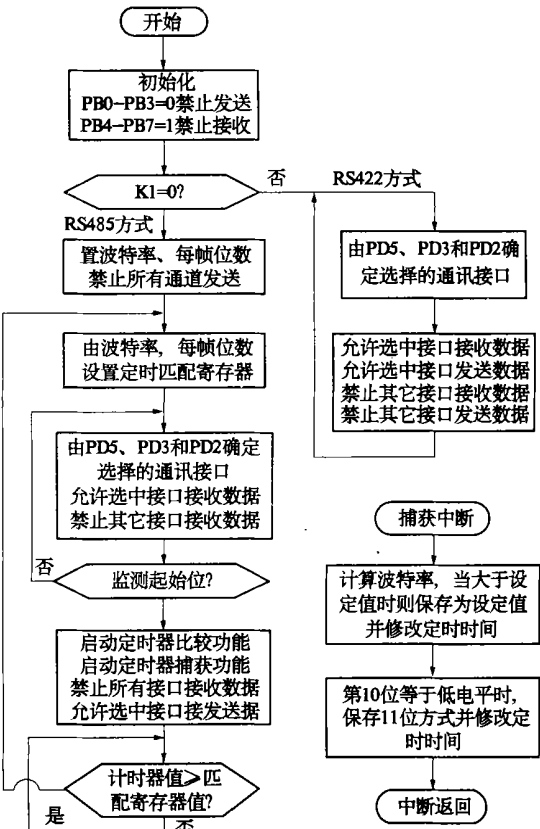 开始
初始化
PB0-PB3=0禁止发送
PB4-PB7=1禁止接收
K1=0?
否
RS422方式
RS485方式
置波特率、每帧位数
禁止所有通道发送
由波特率, 每帧位数
设置定时匹配寄存器
由PD5、PD3和PD2确定
选择的通讯接口
允许选中接口接收数据
禁止其它接口接收数据
否
监测起始位?
启动定时器比较功能
启动定时器捕获功能
禁止所有接口接收数据
允许选中接口接发送据
计时器值≥匹
配寄存器值?
是
否
由PD5、PD3和PD2确
定选择的通讯接口
允许选中接口接收数据
允许选中接口发送数据
禁止其它接口接收数据
禁止其它接口发送数据
捕获中断
计算波特率, 当大于设
定值时则保存为设定值
并修改定时时间
第10位等于低电平时,
保存11位方式并修改定
时时间
中断返回